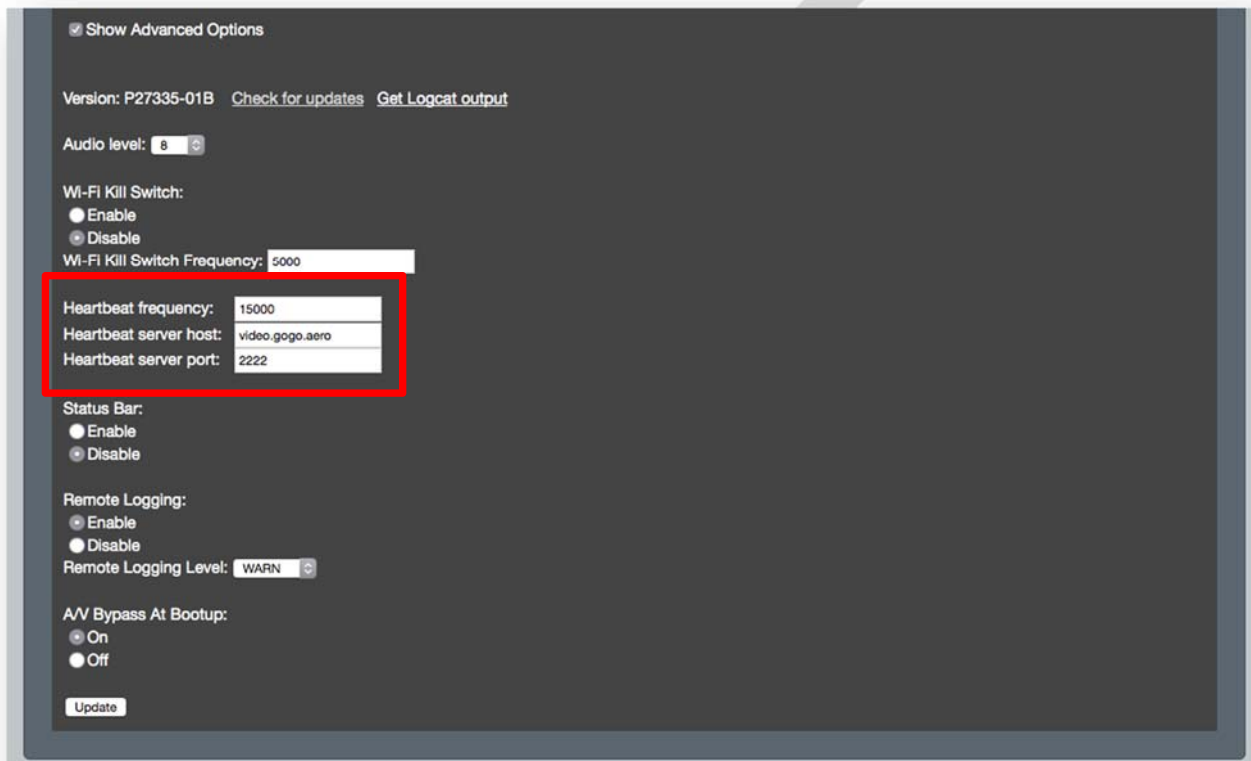 Show Advanced Options
Version: P27335-01B Check for updates Get Logcat output
Audio level: 8
Wi-Fi Kill Switch:
Enable
Disable
Wi-Fi Kill Switch Frequency: 5000
Heartbeat frequency: 15000
Heartbeat server host: video.gogo.aero
Heartbeat server port: 2222
Status Bar:
Enable
Disable
Remote Logging:
Enable
Disable
Remote Logging Level: WARN
A/V Bypass At Bootup:
On
Off
Update